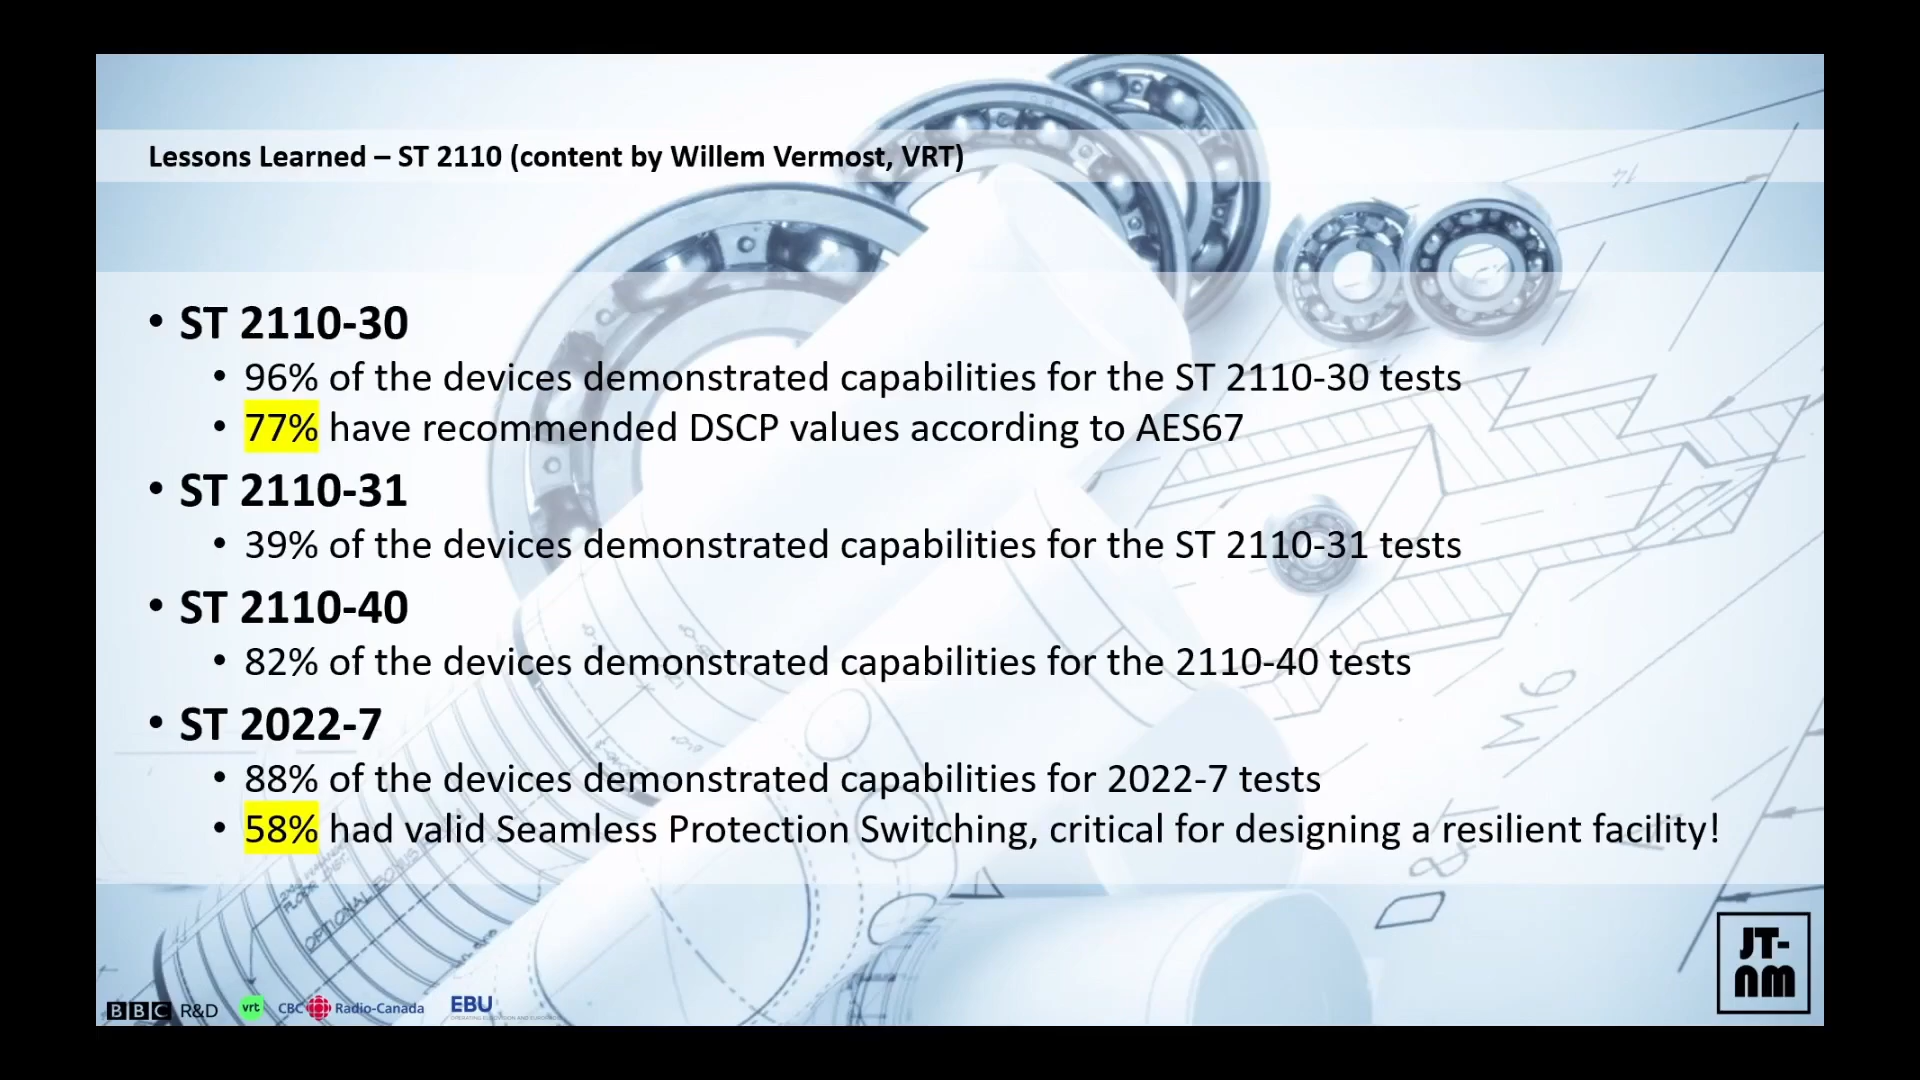 Lessons Learned – ST 2110 (content by Willem Vermost, VRT)
• ST 2110-30
• 96% of the devices demonstrated capabilities for the ST 2110-30 tests
• 77% have recommended DSCP values according to AES67
• ST 2110-31
• 39% of the devices demonstrated capabilities for the ST 2110-31 tests
• ST 2110-40
• 82% of the devices demonstrated capabilities for the 2110-40 tests
• ST 2022-7
• 88% of the devices demonstrated capabilities for 2022-7 tests
• 58% had valid Seamless Protection Switching, critical for designing a resilient facility!
M6
OPTIONAL
BBC R&D vrt CBC Radio-Canada EBU
JT-
nm